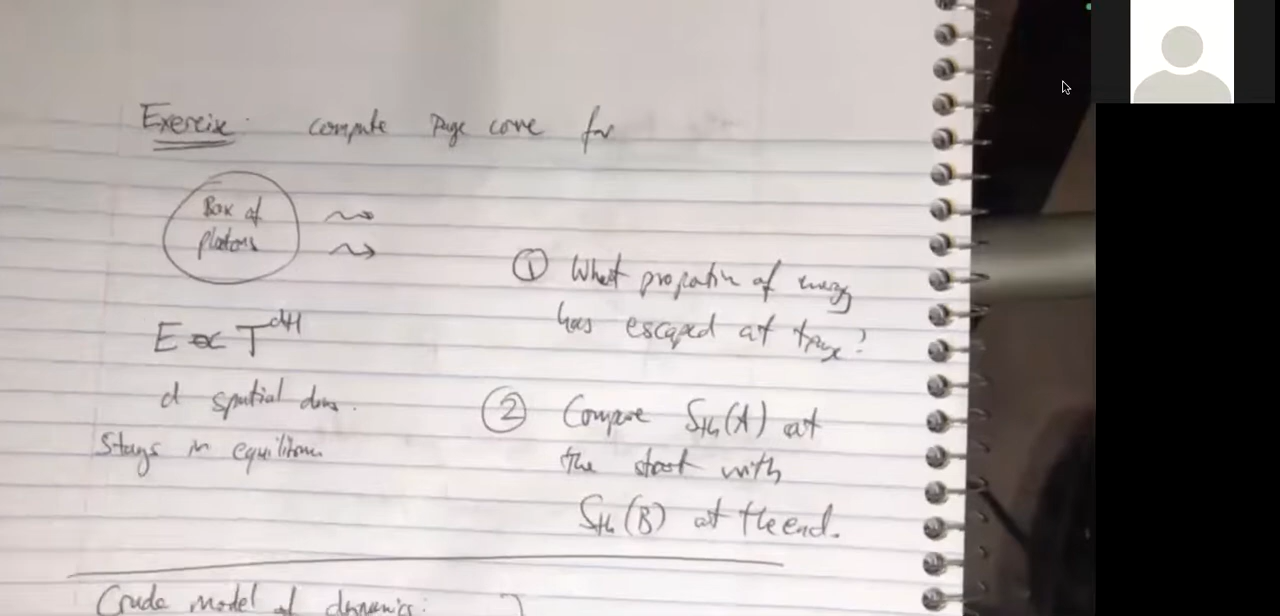 Exercise: compute Page curve for
Box of
photons
① What proportion of energy
has escaped at t_page?
E ∝ T^{d+1}
d spatial dims.
Stays in equilibrium
② Compare S_th(A) at
the start with
S_th(B) at the end.
Crude model of dynamics: